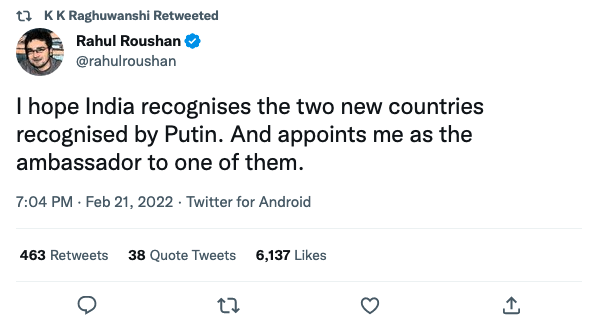 K K Raghuwanshi Retweeted
Rahul Roushan
@rahulroushan
I hope India recognises the two new countries
recognised by Putin. And appoints me as the
ambassador to one of them.
7:04 PM · Feb 21, 2022 · Twitter for Android
463 Retweets 38 Quote Tweets 6,137 Likes